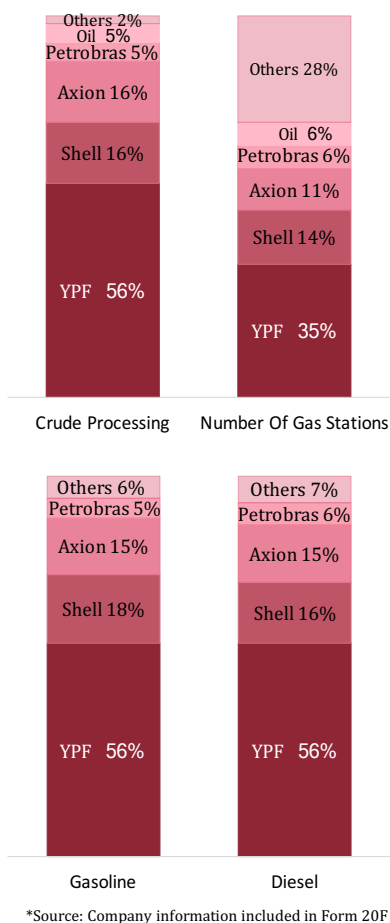 Others 2%
Oil 5%
Petrobras 5%
Axion 16%
Shell 16%
YPF 56%
Crude Processing
Others 28%
Oil 6%
Petrobras 6%
Axion 11%
Shell 14%
YPF 35%
Number Of Gas Stations
Others 6%
Petrobras 5%
Axion 15%
Shell 18%
YPF 56%
Gasoline
Others 7%
Petrobras 6%
Axion 15%
Shell 16%
YPF 56%
Diesel
*Source: Company information included in Form 20F